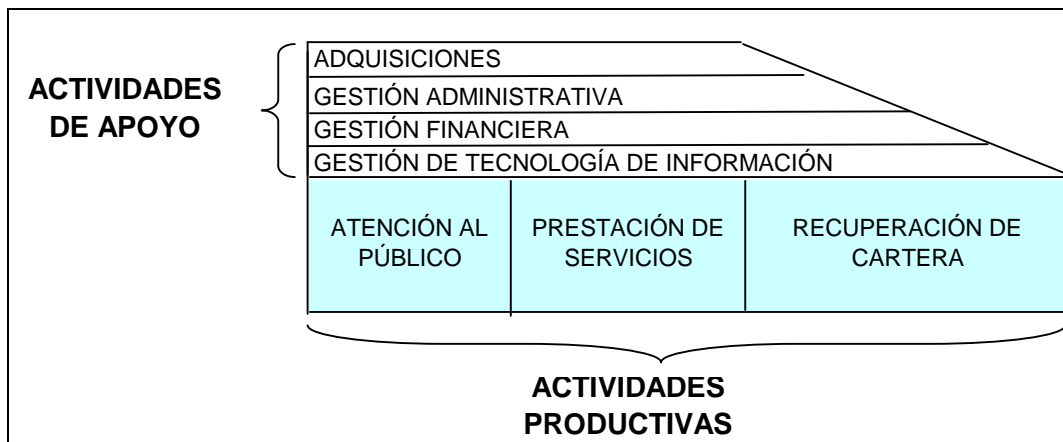 ACTIVIDADES
DE APOYO
ADQUISICIONES
GESTIÓN ADMINISTRATIVA
GESTIÓN FINANCIERA
GESTIÓN DE TECNOLOGÍA DE INFORMACIÓN
ATENCIÓN AL
PÚBLICO
PRESTACIÓN DE
SERVICIOS
RECUPERACIÓN DE
CARTERA
ACTIVIDADES
PRODUCTIVAS